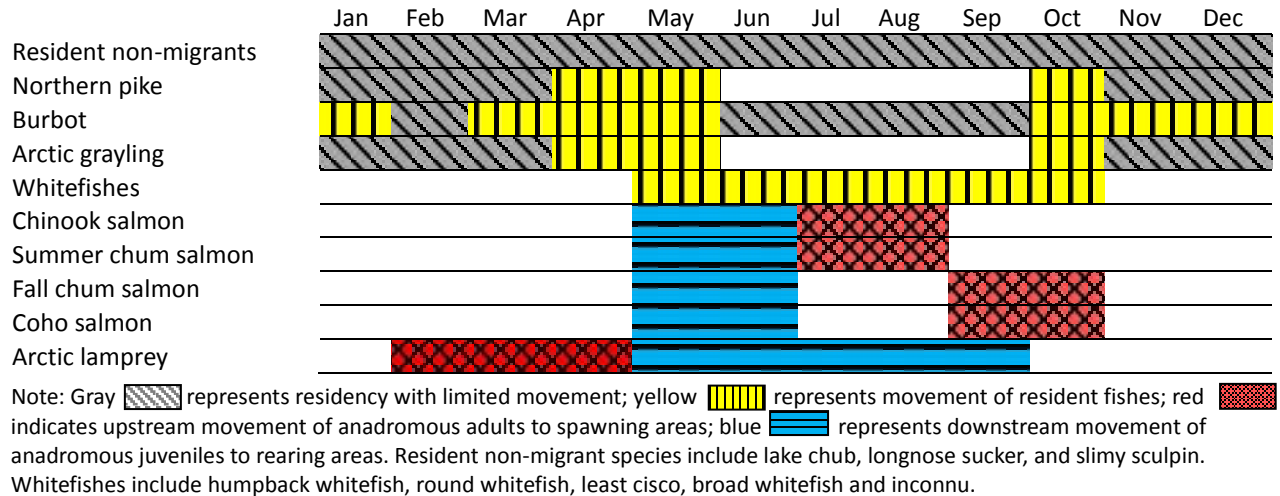 Jan Feb Mar Apr May Jun Jul Aug Sep Oct Nov Dec
Resident non-migrants
Northern pike
Burbot
Arctic grayling
Whitefishes
Chinook salmon
Summer chum salmon
Fall chum salmon
Coho salmon
Arctic lamprey
Note: Gray represents residency with limited movement; yellow represents movement of resident fishes; red
indicates upstream movement of anadromous adults to spawning areas; blue represents downstream movement of
anadromous juveniles to rearing areas. Resident non-migrant species include lake chub, longnose sucker, and slimy sculpin.
Whitefishes include humpback whitefish, round whitefish, least cisco, broad whitefish and inconnu.